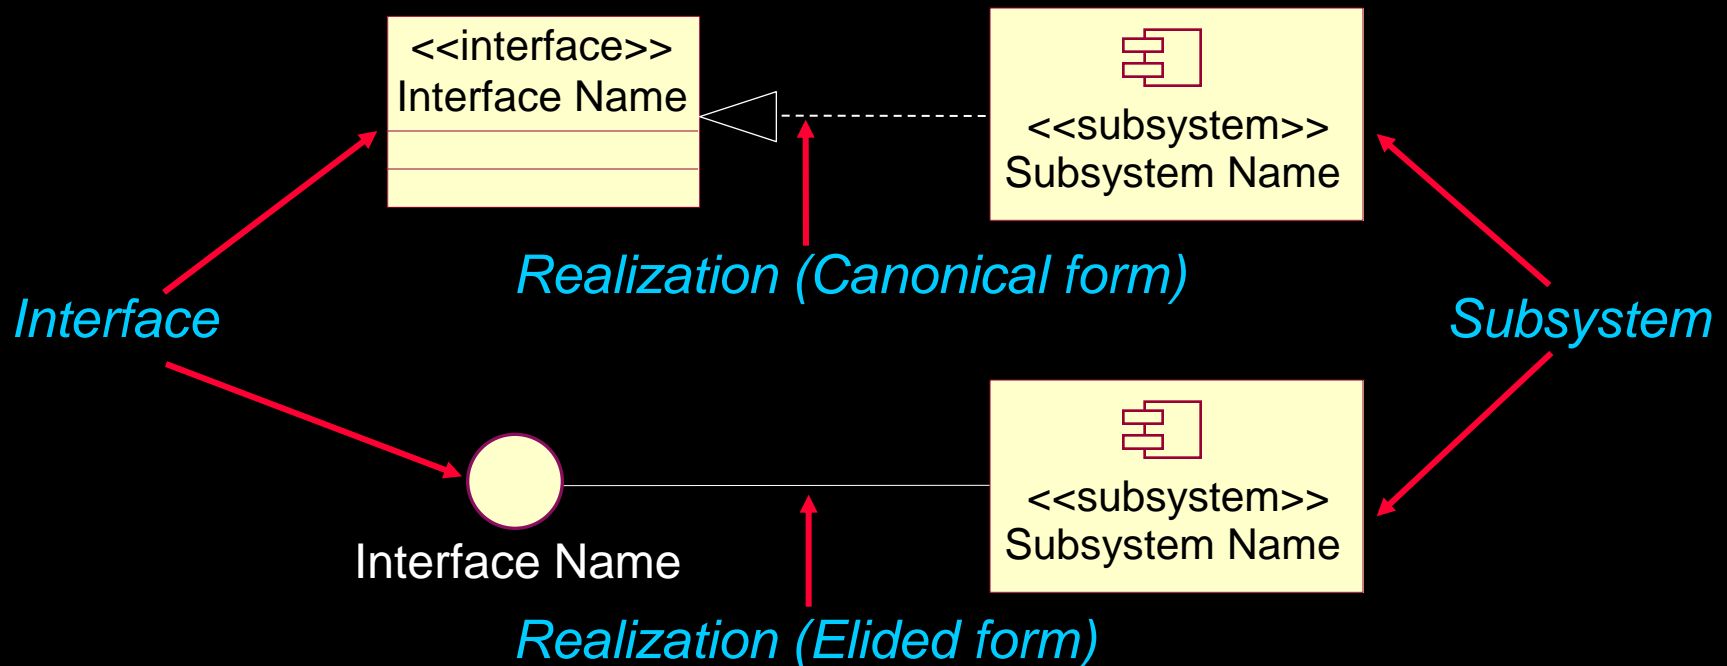 <<interface>>
Interface Name
<<subsystem>>
Subsystem Name
Realization (Canonical form)
Interface
Subsystem
<<subsystem>>
Subsystem Name
Interface Name
Realization (Elided form)